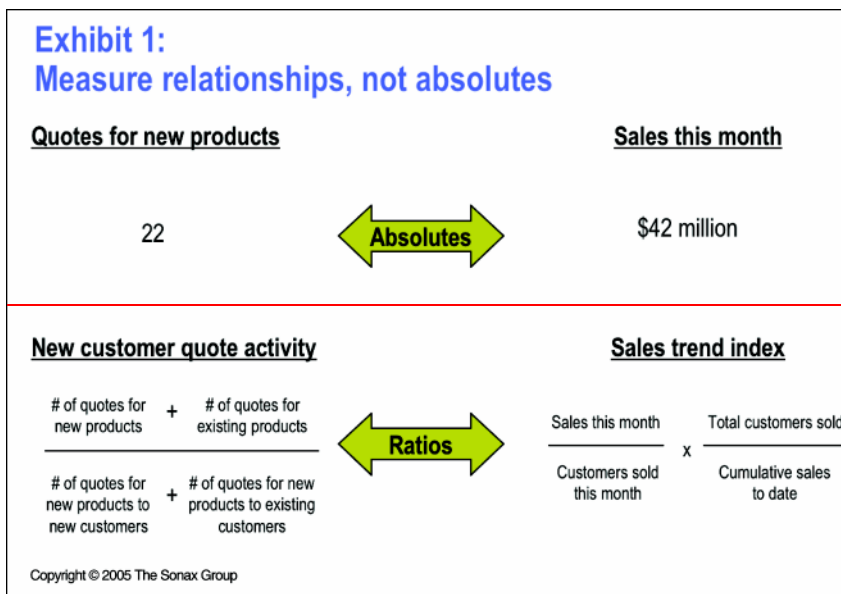 Exhibit 1:
Measure relationships, not absolutes
Quotes for new products
Sales this month
22
Absolutes
$42 million
New customer quote activity
Sales trend index
# of quotes for
new products
+
# of quotes for
existing products
# of quotes for
new products to
new customers
+
# of quotes for new
products to existing
customers
Ratios
Sales this month
Customers sold
this month
x
Total customers sold
Cumulative sales
to date
Copyright © 2005 The Sonax Group